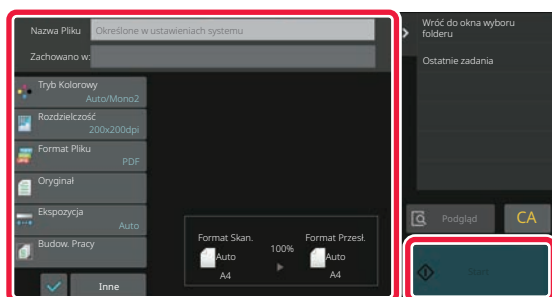 Nazwa Pliku
Określone w ustawieniach systemu
Zachowano w:
Tryb Kolorowy
Auto/Mono2
Rozdzielczość
200x200dpi
Format Pliku
PDF
Oryginał
Ekspozycja
Auto
Budow. Pracy
Inne
Format Skan.
100%
Format Przesł.
Auto
Auto
A4
A4
Wróć do okna wyboru
folderu
Ostatnie zadania
Podgląd
CA
Start